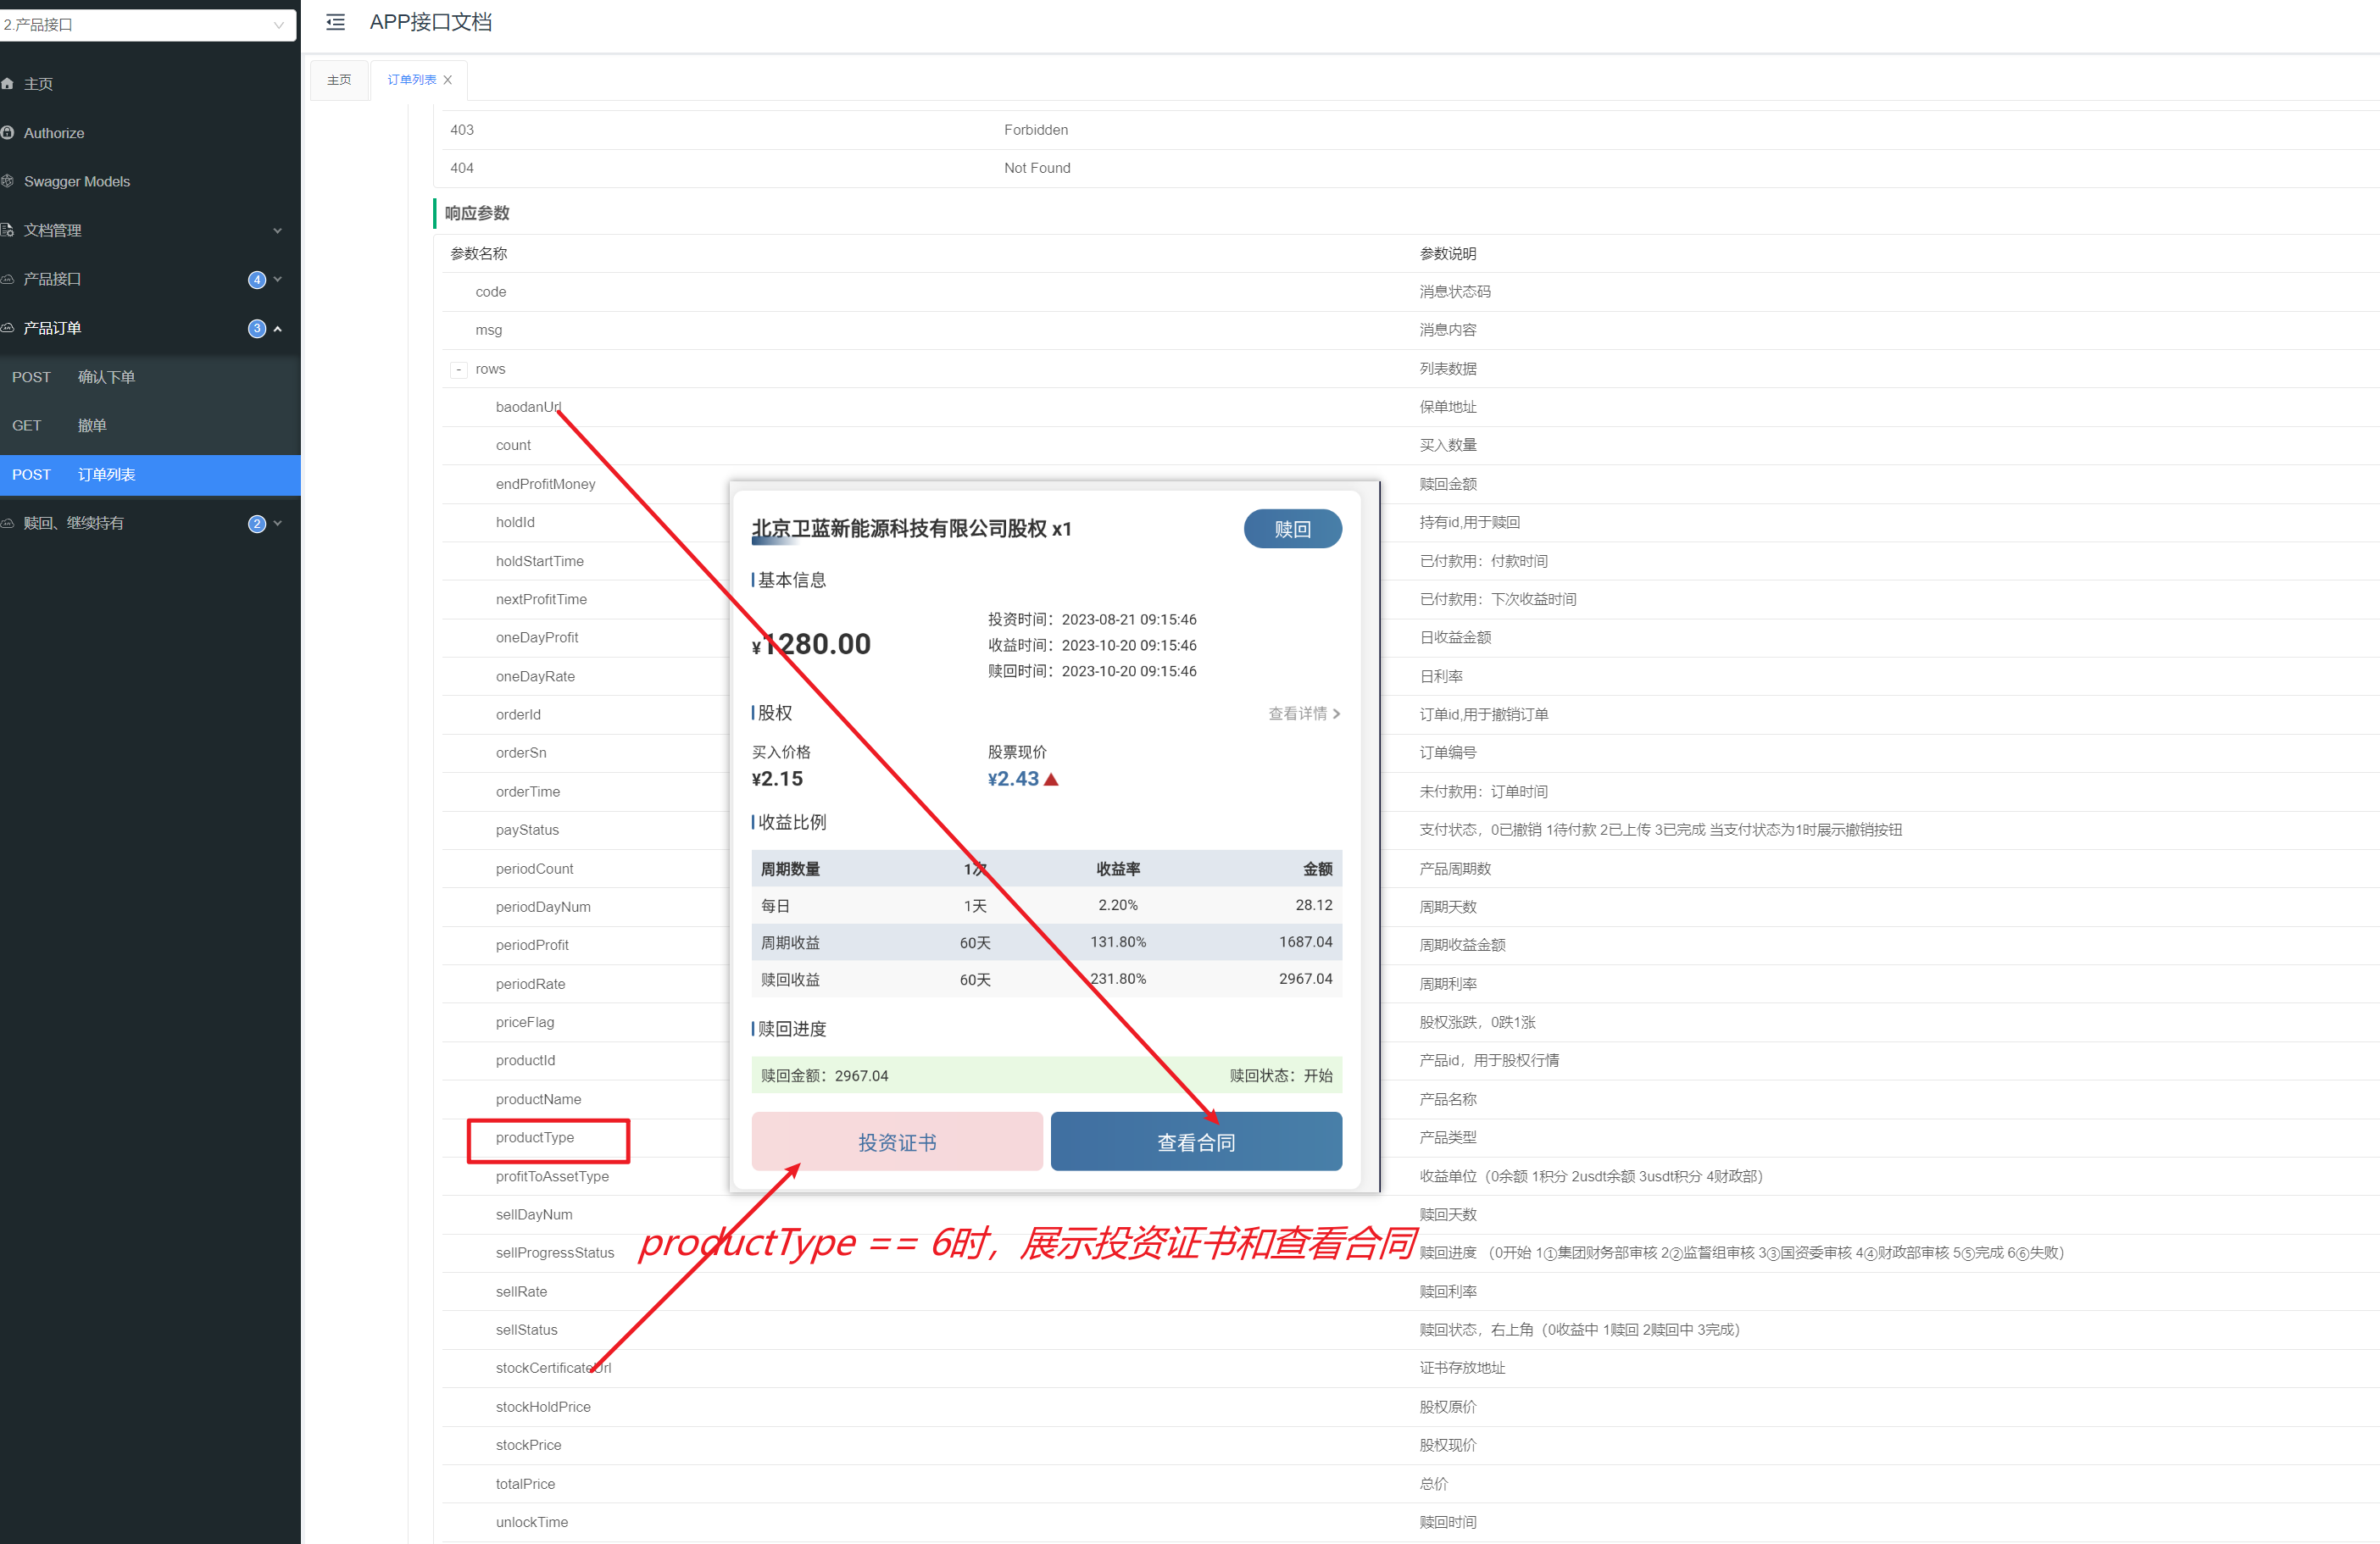 2.产品接口
APP接口文档
主页
Authorize
Swagger Models
文档管理
产品接口 4
产品订单 3
POST 确认下单
GET 撤单
POST 订单列表
赎回、继续持有 2
主页 订单列表
403 Forbidden
404 Not Found
响应参数
参数名称 参数说明
code 消息状态码
msg 消息内容
- rows 列表数据
baodanUrl 保单地址
count 买入数量
endProfitMoney 赎回金额
holdId 持有id,用于赎回
holdStartTime 已付款用：付款时间
nextProfitTime 已付款用：下次收益时间
oneDayProfit 日收益金额
oneDayRate 日利率
orderId 订单id,用于撤销订单
orderSn 订单编号
orderTime 未付款用：订单时间
payStatus 支付状态，0已撤销 1待付款 2已上传 3已完成 当支付状态为1时展示撤销按钮
periodCount 产品周期数
periodDayNum 周期天数
periodProfit 周期收益金额
periodRate 周期利率
priceFlag 股权涨跌，0跌1涨
productId 产品id，用于股权行情
productName 产品名称
productType 产品类型
profitToAssetType 收益单位（0余额 1积分 2usdt余额 3usdt积分 4财政部）
sellDayNum 赎回天数
sellProgressStatus 赎回进度 （0开始 1①集团财务部审核 2②监督组审核 3③国资委审核 4④财政部审核 5⑤完成 6⑥失败）
sellRate 赎回利率
sellStatus 赎回状态，右上角（0收益中 1赎回 2赎回中 3完成）
stockCertificateUrl 证书存放地址
stockHoldPrice 股权原价
stockPrice 股权现价
totalPrice 总价
unlockTime 赎回时间
北京卫蓝新能源科技有限公司股权 x1 赎回
基本信息
¥1280.00
投资时间：2023-08-21 09:15:46
收益时间：2023-10-20 09:15:46
赎回时间：2023-10-20 09:15:46
股权 查看详情
买入价格 股票现价
¥2.15 ¥2.43
收益比例
周期数量 1次 收益率 金额
每日 1天 2.20% 28.12
周期收益 60天 131.80% 1687.04
赎回收益 60天 231.80% 2967.04
赎回进度
赎回金额：2967.04 赎回状态：开始
投资证书 查看合同
productType == 6时，展示投资证书和查看合同